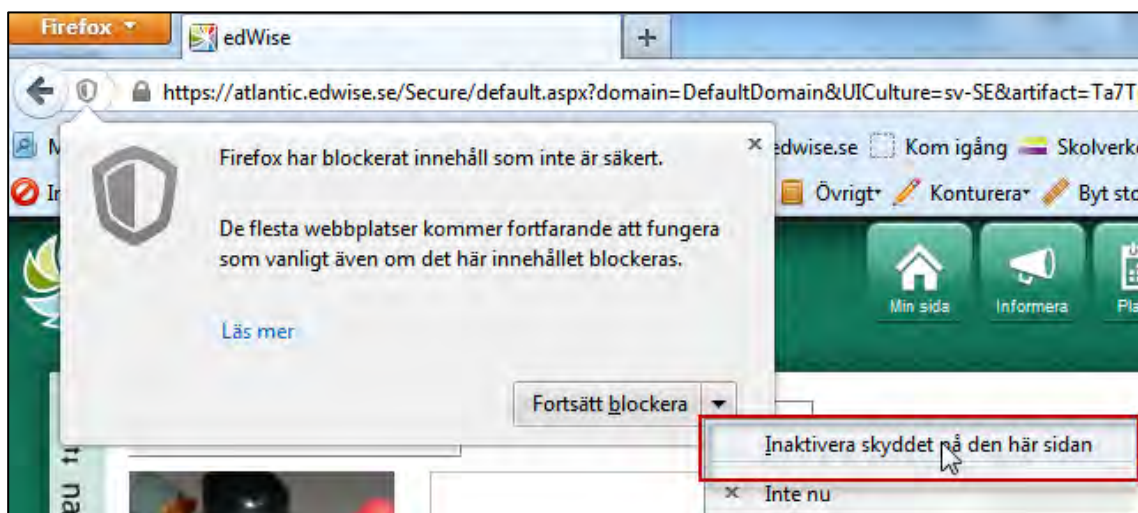 Firefox
edWise
https://atlantic.edwise.se/Secure/default.aspx?domain=DefaultDomain&UICulture=sv-SE&artifact=Ta7T
edwise.se Kom igång Skolverk
Övrigt Konturera Byt sto
Firefox har blockerat innehåll som inte är säkert.
De flesta webbplatser kommer fortfarande att fungera
som vanligt även om det här innehållet blockeras.
Läs mer
Min sida Informera Pla
Fortsätt blockera
Inaktivera skyddet på den här sidan
Inte nu